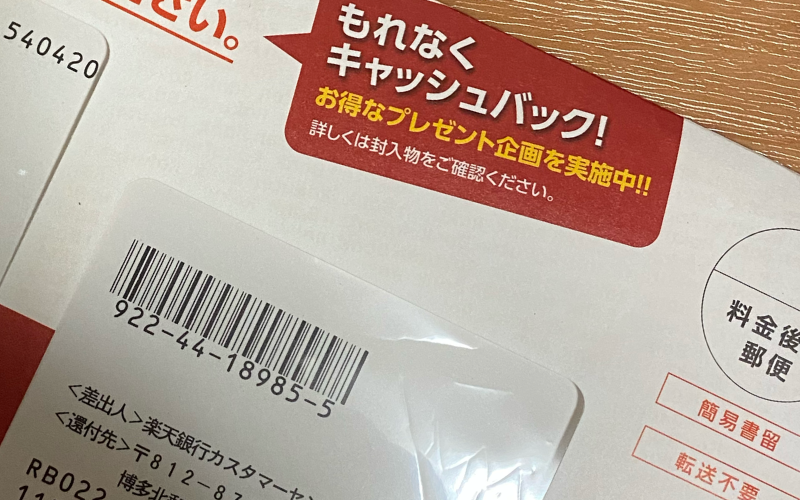 ださい。
540420
もれなく
キャッシュバック!
お得なプレゼント企画を実施中!!
詳しくは封入物をご確認ください。
922-44-18985-5
<差出人>楽天銀行カスタマーセン
<還付先>〒812-87
博多北
RB022
料金後
郵便
簡易書留
転送不要